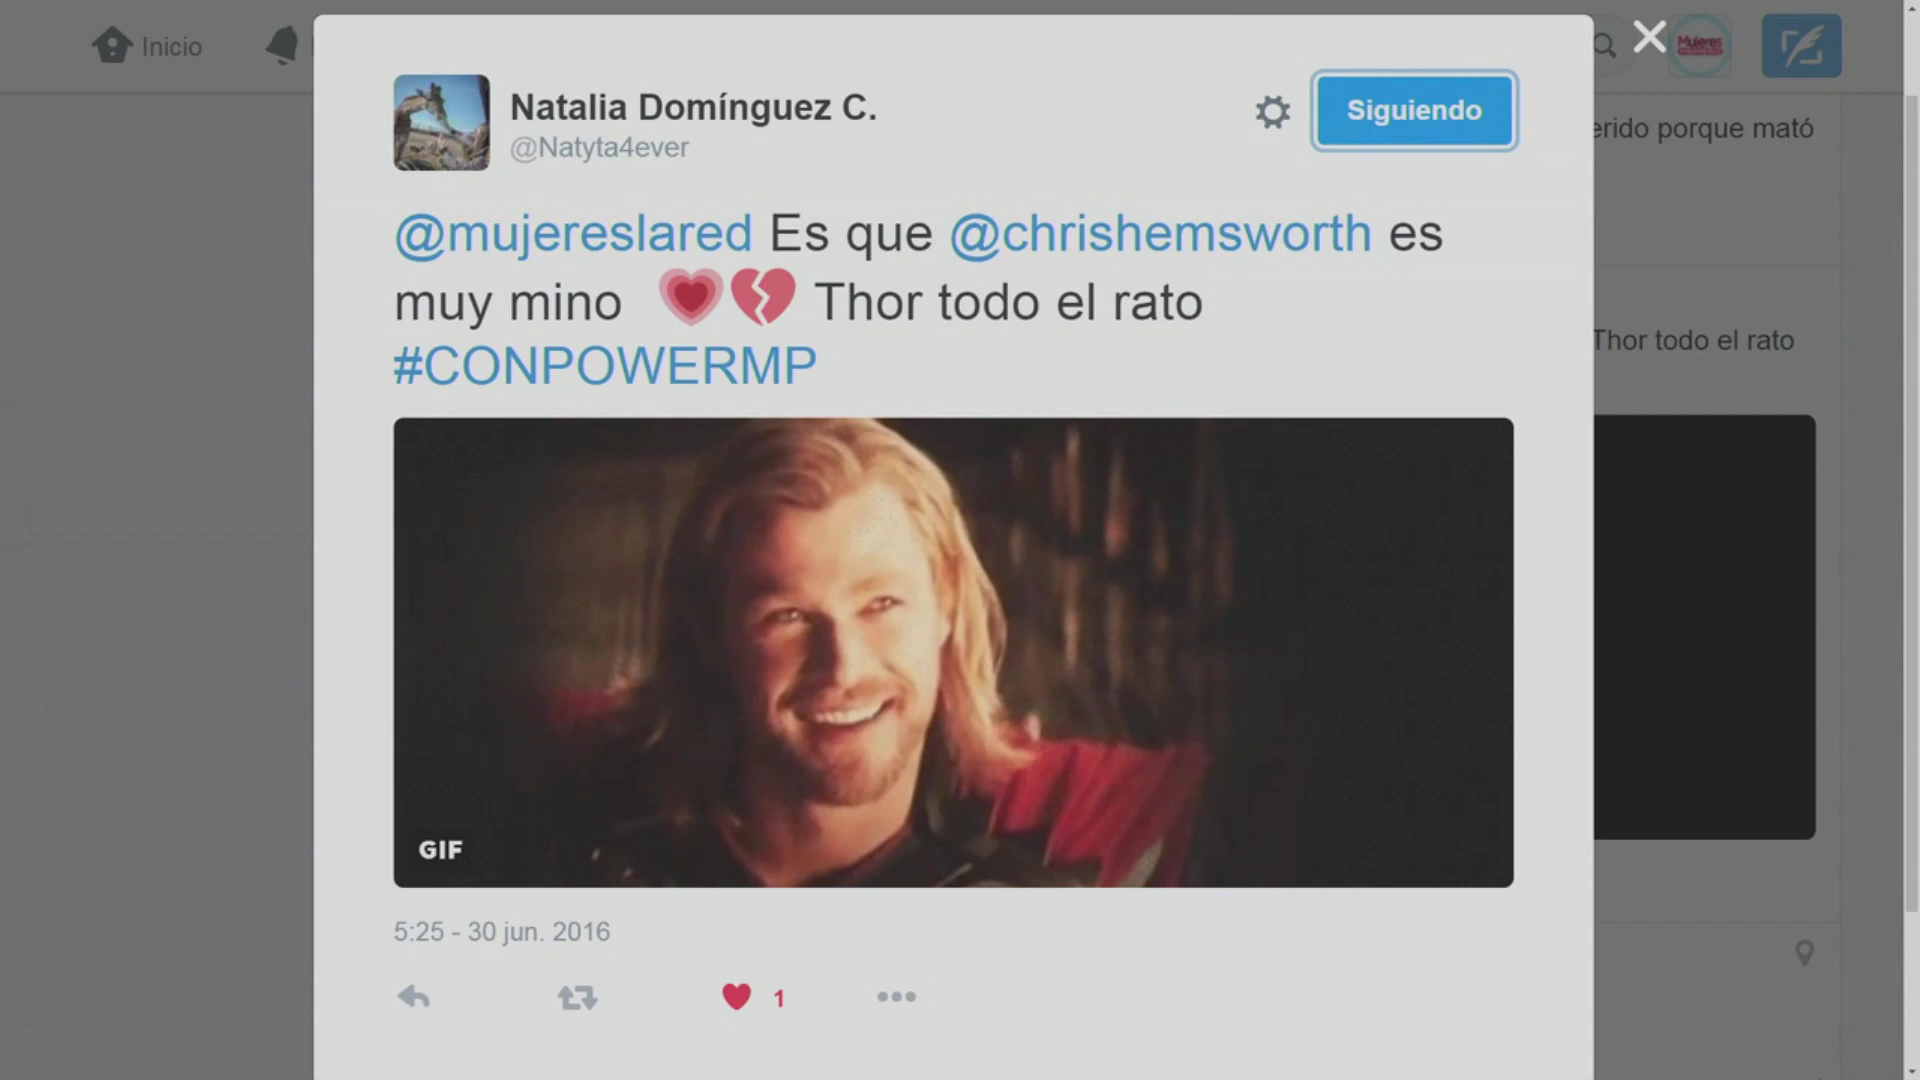 Inicio
Mujeres
Natalia Domínguez C.
@Natyta4ever
Siguiendo
erido porque mató
@mujereslared Es que @chrishemsworth es
muy mino 💗💔 Thor todo el rato
#CONPOWERMP
Thor todo el rato
GIF
5:25 - 30 jun. 2016
1